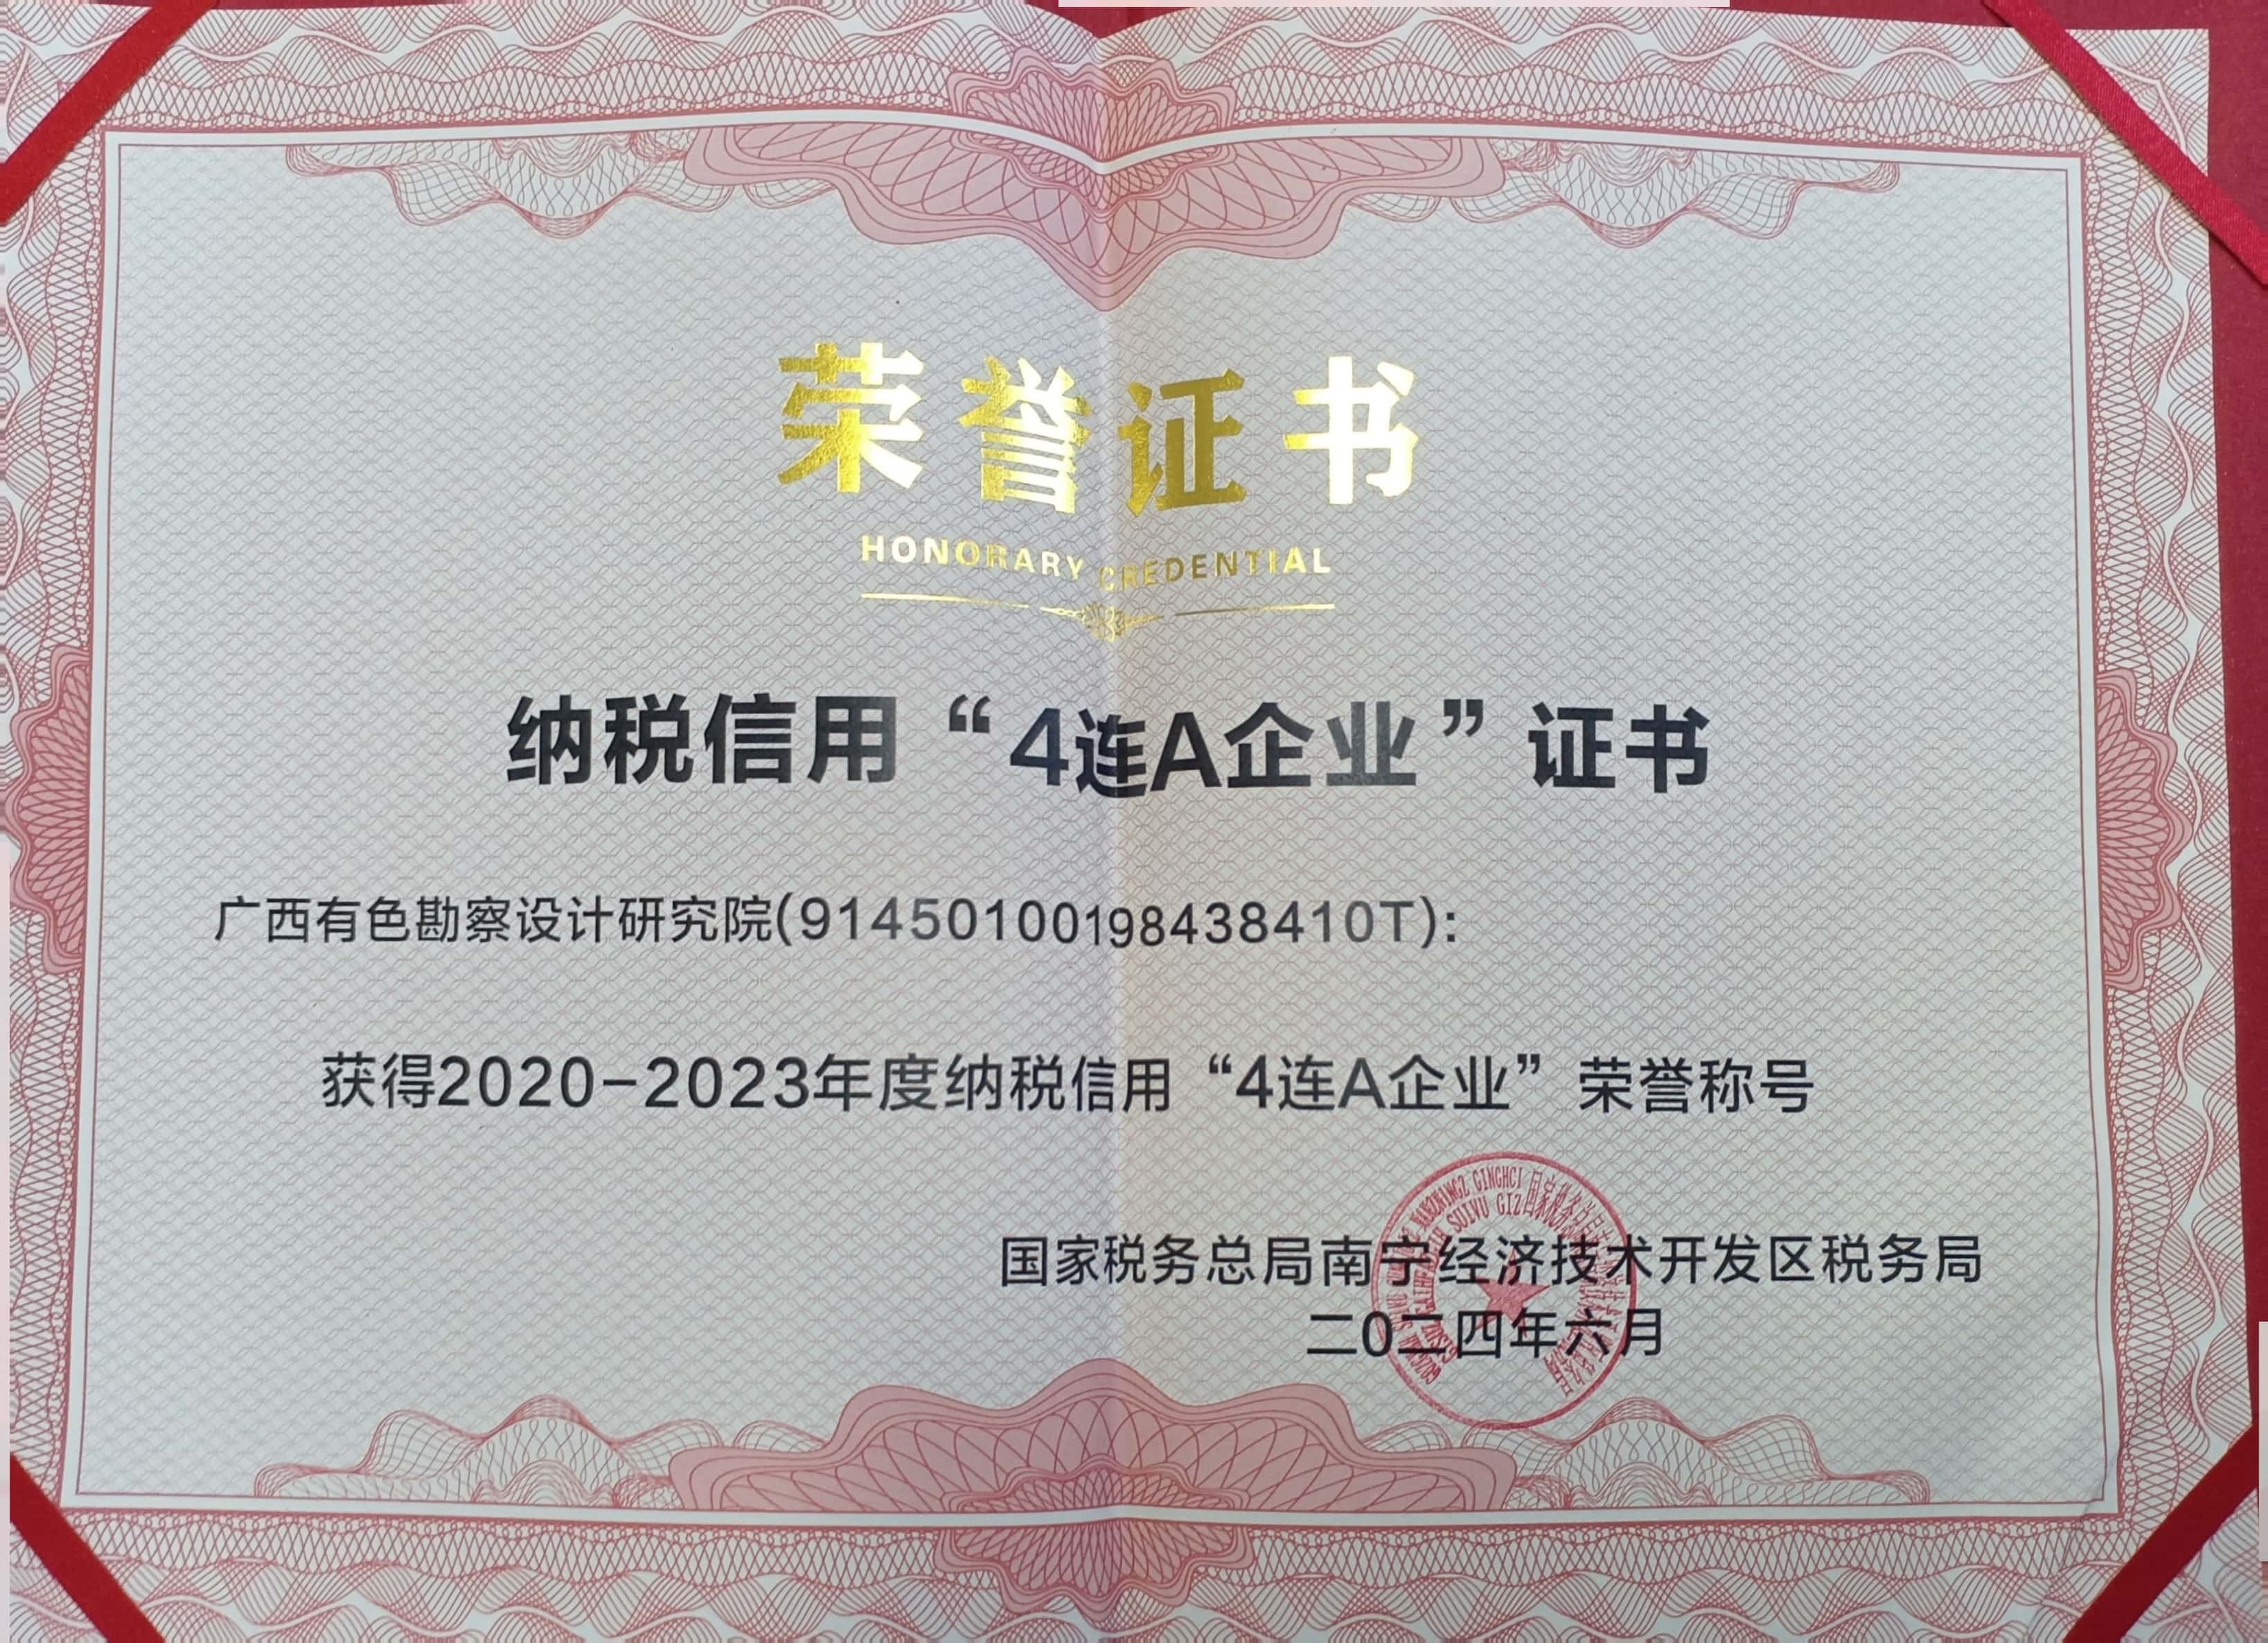 荣誉证书
HONORARY CREDENTIAL
纳税信用“4连A企业”证书
广西有色勘察设计研究院(91450100198438410T):
获得2020-2023年度纳税信用“4连A企业”荣誉称号
国家税务总局南宁经济技术开发区税务局
二0二四年六月